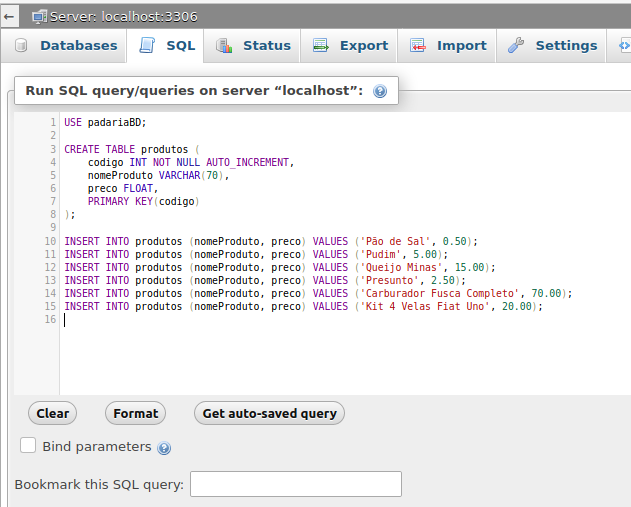 ← Server: localhost:3306
Databases SQL Status Export Import Settings
Run SQL query/queries on server “localhost”:
1 USE padariaBD;
2
3 CREATE TABLE produtos (
4 codigo INT NOT NULL AUTO_INCREMENT,
5 nomeProduto VARCHAR(70),
6 preco FLOAT,
7 PRIMARY KEY(codigo)
8 );
9
10 INSERT INTO produtos (nomeProduto, preco) VALUES ('Pão de Sal', 0.50);
11 INSERT INTO produtos (nomeProduto, preco) VALUES ('Pudim', 5.00);
12 INSERT INTO produtos (nomeProduto, preco) VALUES ('Queijo Minas', 15.00);
13 INSERT INTO produtos (nomeProduto, preco) VALUES ('Presunto', 2.50);
14 INSERT INTO produtos (nomeProduto, preco) VALUES ('Carburador Fusca Completo', 70.00);
15 INSERT INTO produtos (nomeProduto, preco) VALUES ('Kit 4 Velas Fiat Uno', 20.00);
16
Clear Format Get auto-saved query
Bind parameters
Bookmark this SQL query: